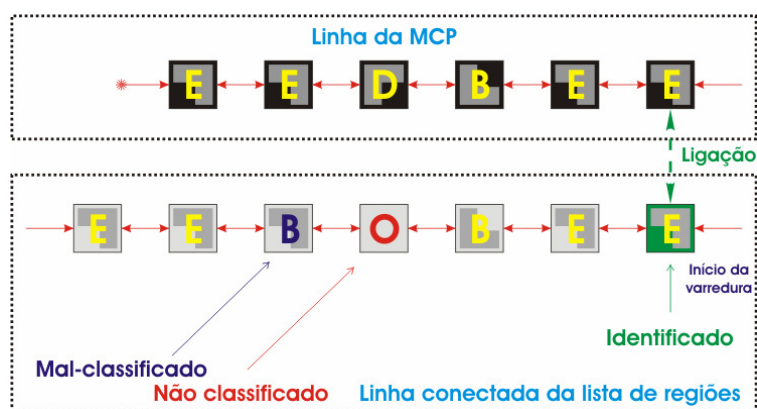 Linha da MCP
E E D B E E
Ligação
E E B O B E E
Início da
varredura
Identificado
Mal-classificado
Não classificado
Linha conectada da lista de regiões